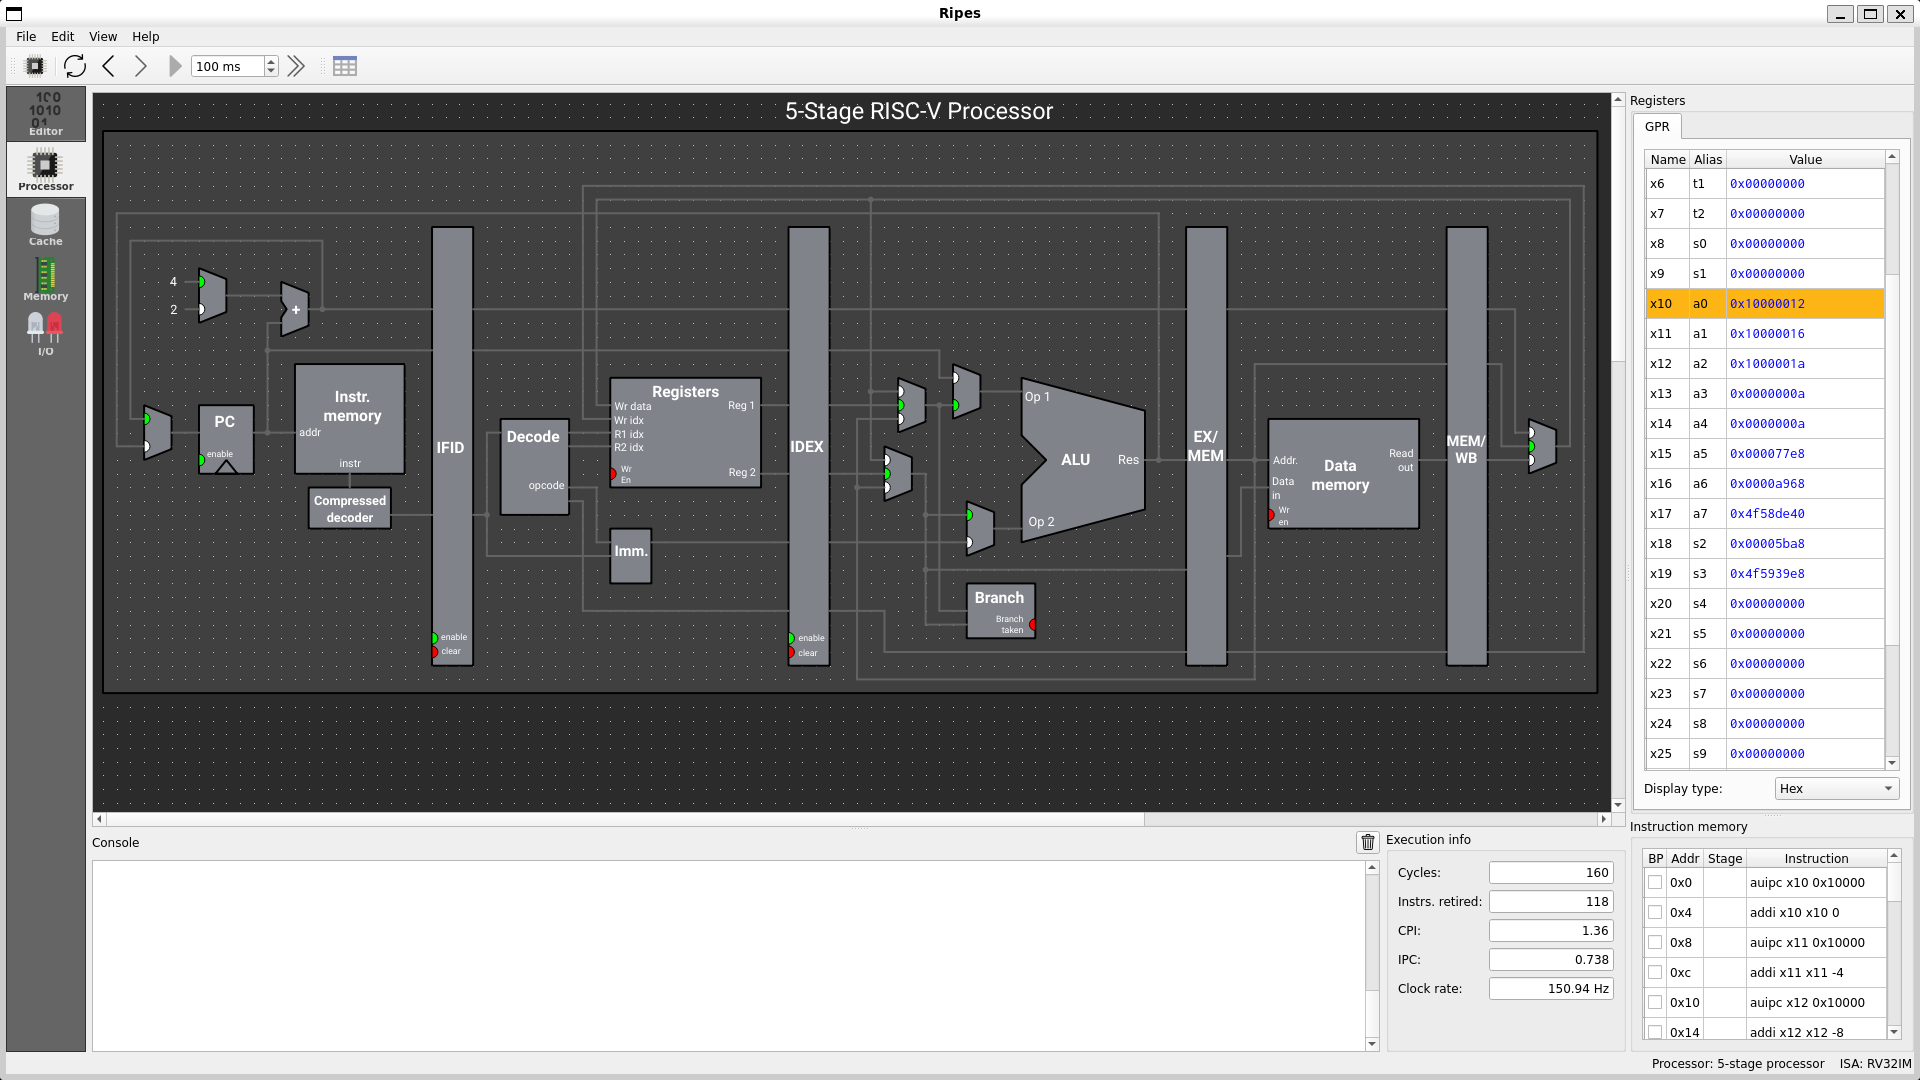 Ripes
File Edit View Help
100 ms
Editor
Processor
Cache
Memory
I/O
5-Stage RISC-V Processor
4
2
+
PC
enable
Instr.
memory
addr
instr
Compressed
decoder
IFID
enable
clear
Decode
opcode
Registers
Wr data
Wr idx
R1 idx
R2 idx
Wr
En
Reg 1
Reg 2
Imm.
IDEX
enable
clear
Op 1
ALU
Res
Op 2
Branch
Branch
taken
EX/
MEM
Addr.
Data
in
Wr
en
Data
memory
Read
out
MEM/
WB
Registers
GPR
Name Alias Value
x6 t1 0x00000000
x7 t2 0x00000000
x8 s0 0x00000000
x9 s1 0x00000000
x10 a0 0x10000012
x11 a1 0x10000016
x12 a2 0x1000001a
x13 a3 0x0000000a
x14 a4 0x0000000a
x15 a5 0x000077e8
x16 a6 0x0000a968
x17 a7 0x4f58de40
x18 s2 0x00005ba8
x19 s3 0x4f5939e8
x20 s4 0x00000000
x21 s5 0x00000000
x22 s6 0x00000000
x23 s7 0x00000000
x24 s8 0x00000000
x25 s9 0x00000000
Display type: Hex
Console
Execution info
Cycles: 160
Instrs. retired: 118
CPI: 1.36
IPC: 0.738
Clock rate: 150.94 Hz
Instruction memory
BP Addr Stage Instruction
0x0 auipc x10 0x10000
0x4 addi x10 x10 0
0x8 auipc x11 0x10000
0xc addi x11 x11 -4
0x10 auipc x12 0x10000
0x14 addi x12 x12 -8
Processor: 5-stage processor ISA: RV32IM